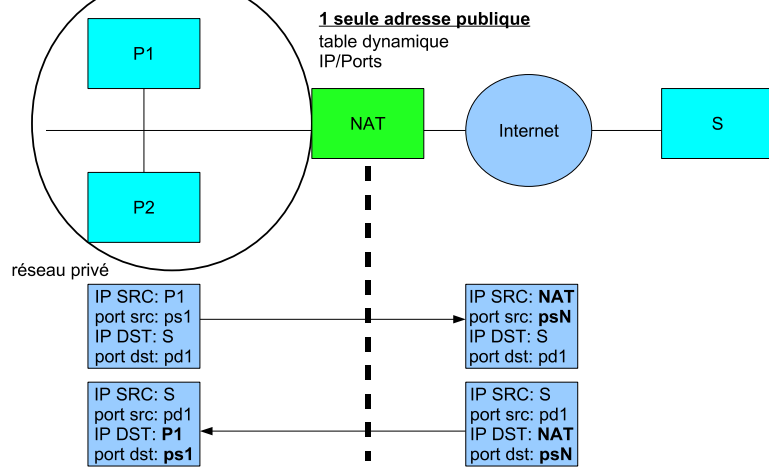 1 seule adresse publique
table dynamique
IP/Ports
P1
NAT
Internet
S
P2
réseau privé
IP SRC: P1
port src: ps1
IP DST: S
port dst: pd1
IP SRC: NAT
port src: psN
IP DST: S
port dst: pd1
IP SRC: S
port src: pd1
IP DST: P1
port dst: ps1
IP SRC: S
port src: pd1
IP DST: NAT
port dst: psN